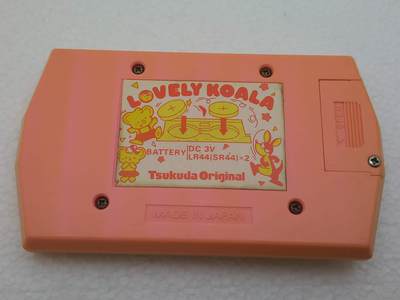 LOVELY KOALA
BATTERY DC 3V
LR44(SR44)×2
Tsukuda Original
MADE IN JAPAN